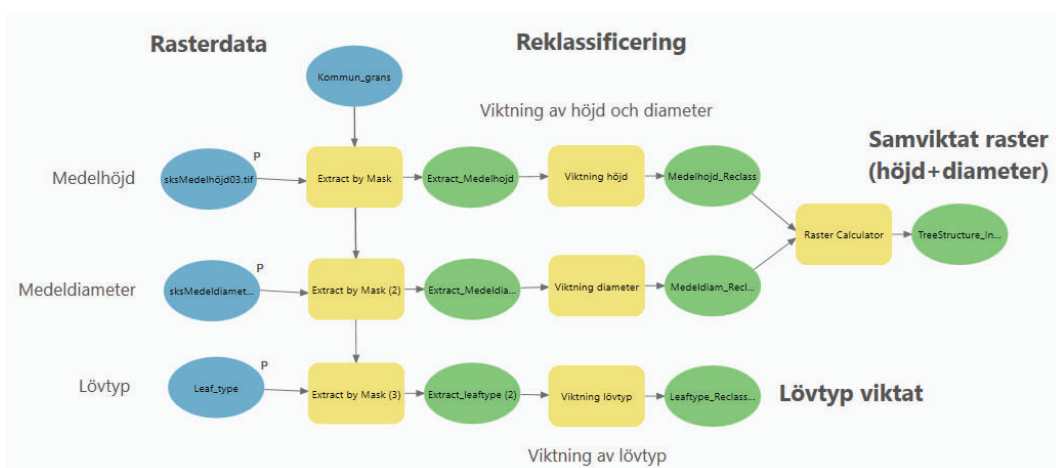 Rasterdata
Reklassificering
Kommun_grans
Viktning av höjd och diameter
Samviktat raster
(höjd+diameter)
Medelhöjd
P
sksMedelhöjd03.tif
Extract by Mask
Extract_Medelhojd
Viktning höjd
Medelhojd_Reclass
Raster Calculator
TreeStructure_In...
Medeldiameter
P
sksMedeldiamet...
Extract by Mask (2)
Extract_Medeldia...
Viktning diameter
Medeldiam_Recl...
Lövtyp
P
Leaf_type
Extract by Mask (3)
Extract_leaftype (2)
Viktning lövtyp
Leaftype_Reclass...
Lövtyp viktat
Viktning av lövtyp